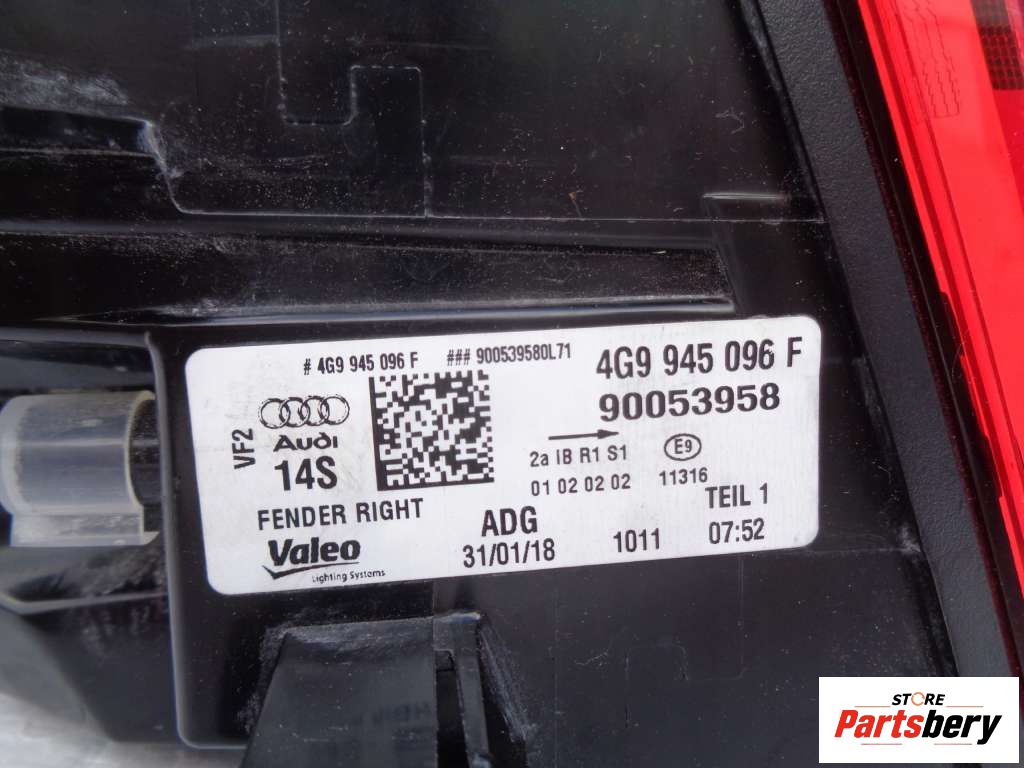 # 4G9 945 096 F ### 900539580L71
4G9 945 096 F
90053958
VF2
Audi
14S
2a IB R1 S1
E9
01 02 02 02
11316
FENDER RIGHT
ADG
TEIL 1
Valeo
Lighting Systems
31/01/18
1011
07:52
STORE
Partsbery